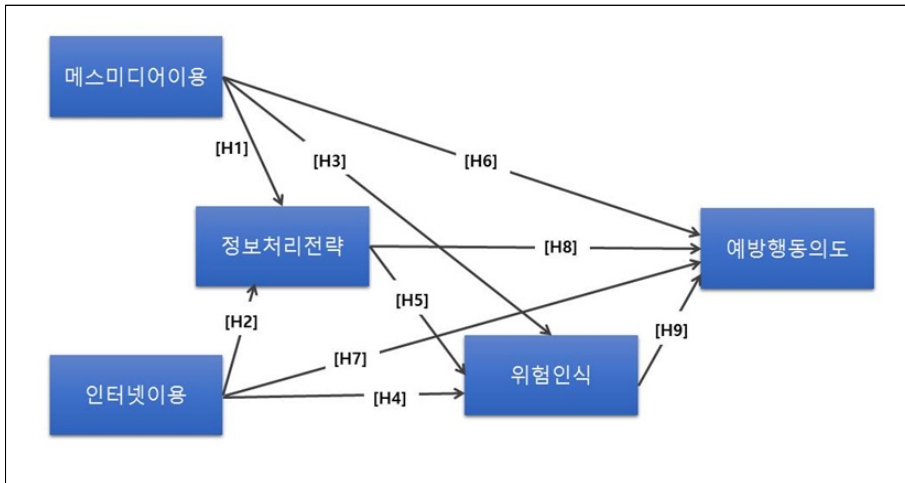 메스미디어이용
[H1]
[H3]
[H6]
정보처리전략
[H8]
예방행동의도
[H5]
[H2]
[H7]
[H9]
인터넷이용
[H4]
위험인식